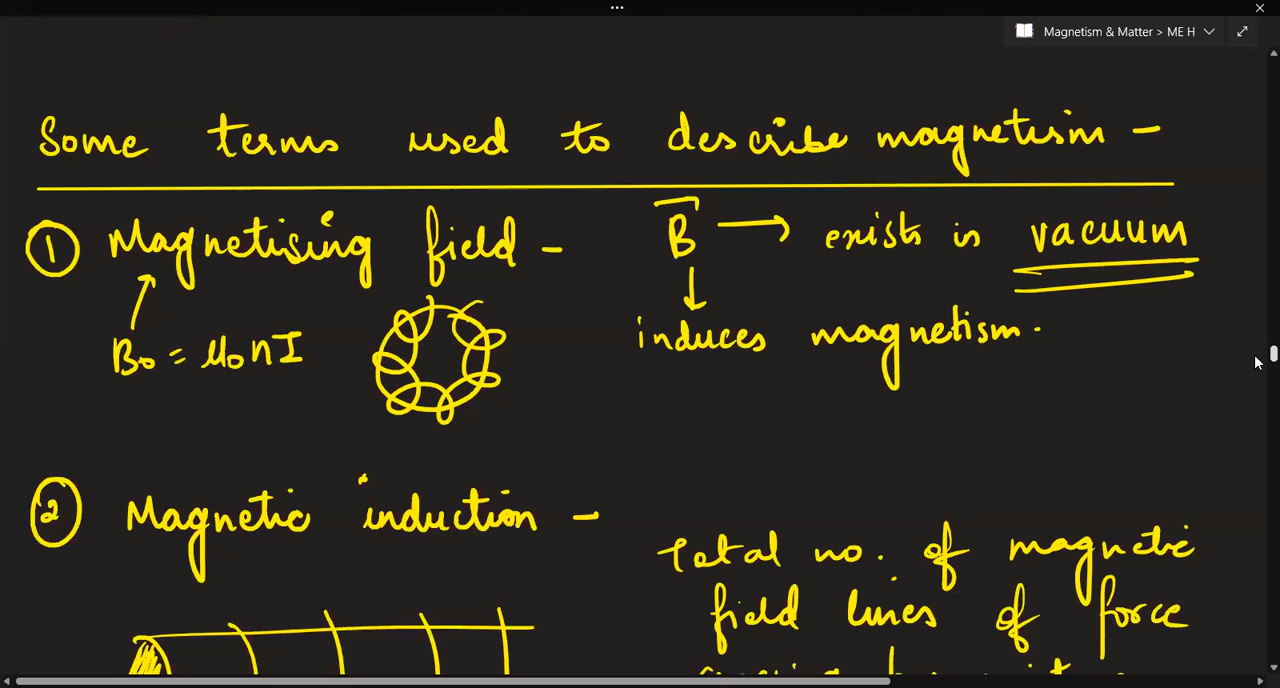 Magnetism & Matter > ME H
Some terms used to describe magnetism -
① Magnetising field -
B → exists in vacuum
induces magnetism.
B₀ = μ₀nI
② Magnetic induction -
Total no. of magnetic
field lines of force